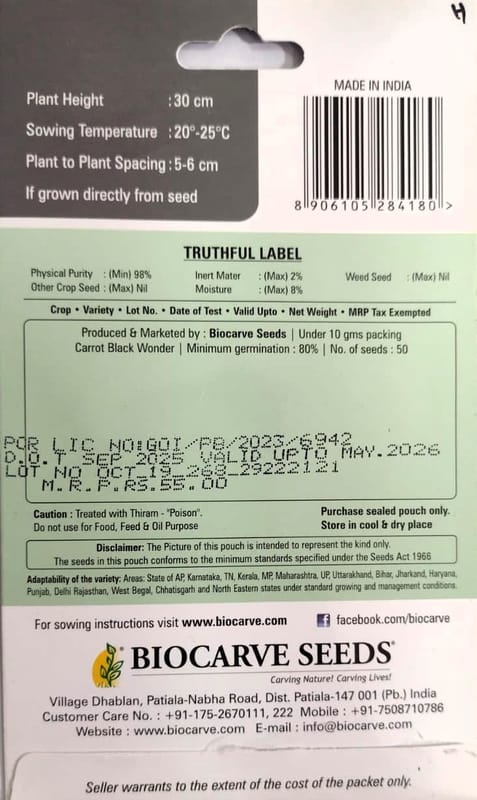 H
Plant Height : 30 cm
Sowing Temperature : 20°-25°C
Plant to Plant Spacing : 5-6 cm
If grown directly from seed
MADE IN INDIA
8 906105 284180 >
TRUTHFUL LABEL
Physical Purity : (Min) 98% Inert Mater : (Max) 2% Weed Seed : (Max) Nil
Other Crop Seed : (Max) Nil Moisture : (Max) 8%
Crop • Variety • Lot No. • Date of Test • Valid Upto • Net Weight • MRP Tax Exempted
Produced & Marketed by : Biocarve Seeds | Under 10 gms packing
Carrot Black Wonder | Minimum germination : 80% | No. of seeds : 50
PQR LIC NO:GOI/PB/2023/6942
D.O.T SEP 2025 VALID UPTO MAY.2026
LOT NO OCT_19_268_29222121
M.R.P.RS.55.00
Caution : Treated with Thiram - "Poison". Purchase sealed pouch only.
Do not use for Food, Feed & Oil Purpose Store in cool & dry place
Disclaimer: The Picture of this pouch is intended to represent the kind only.
The seeds in this pouch conforms to the minimum standards specified under the Seeds Act 1966
Adaptability of the variety: Areas: State of AP, Karnataka, TN, Kerala, MP, Maharashtra, UP, Uttarakhand, Bihar, Jharkand, Haryana,
Punjab, Delhi Rajasthan, West Begal, Chhatisgarh and North Eastern states under standard growing and management conditions.
For sowing instructions visit www.biocarve.com f facebook.com/biocarve
BIOCARVE SEEDS®
Carving Nature! Carving Lives!
Village Dhablan, Patiala-Nabha Road, Dist. Patiala-147 001 (Pb.) India
Customer Care No. : +91-175-2670111, 222 Mobile : +91-7508710786
Website : www.biocarve.com E-mail : info@biocarve.com
Seller warrants to the extent of the cost of the packet only.